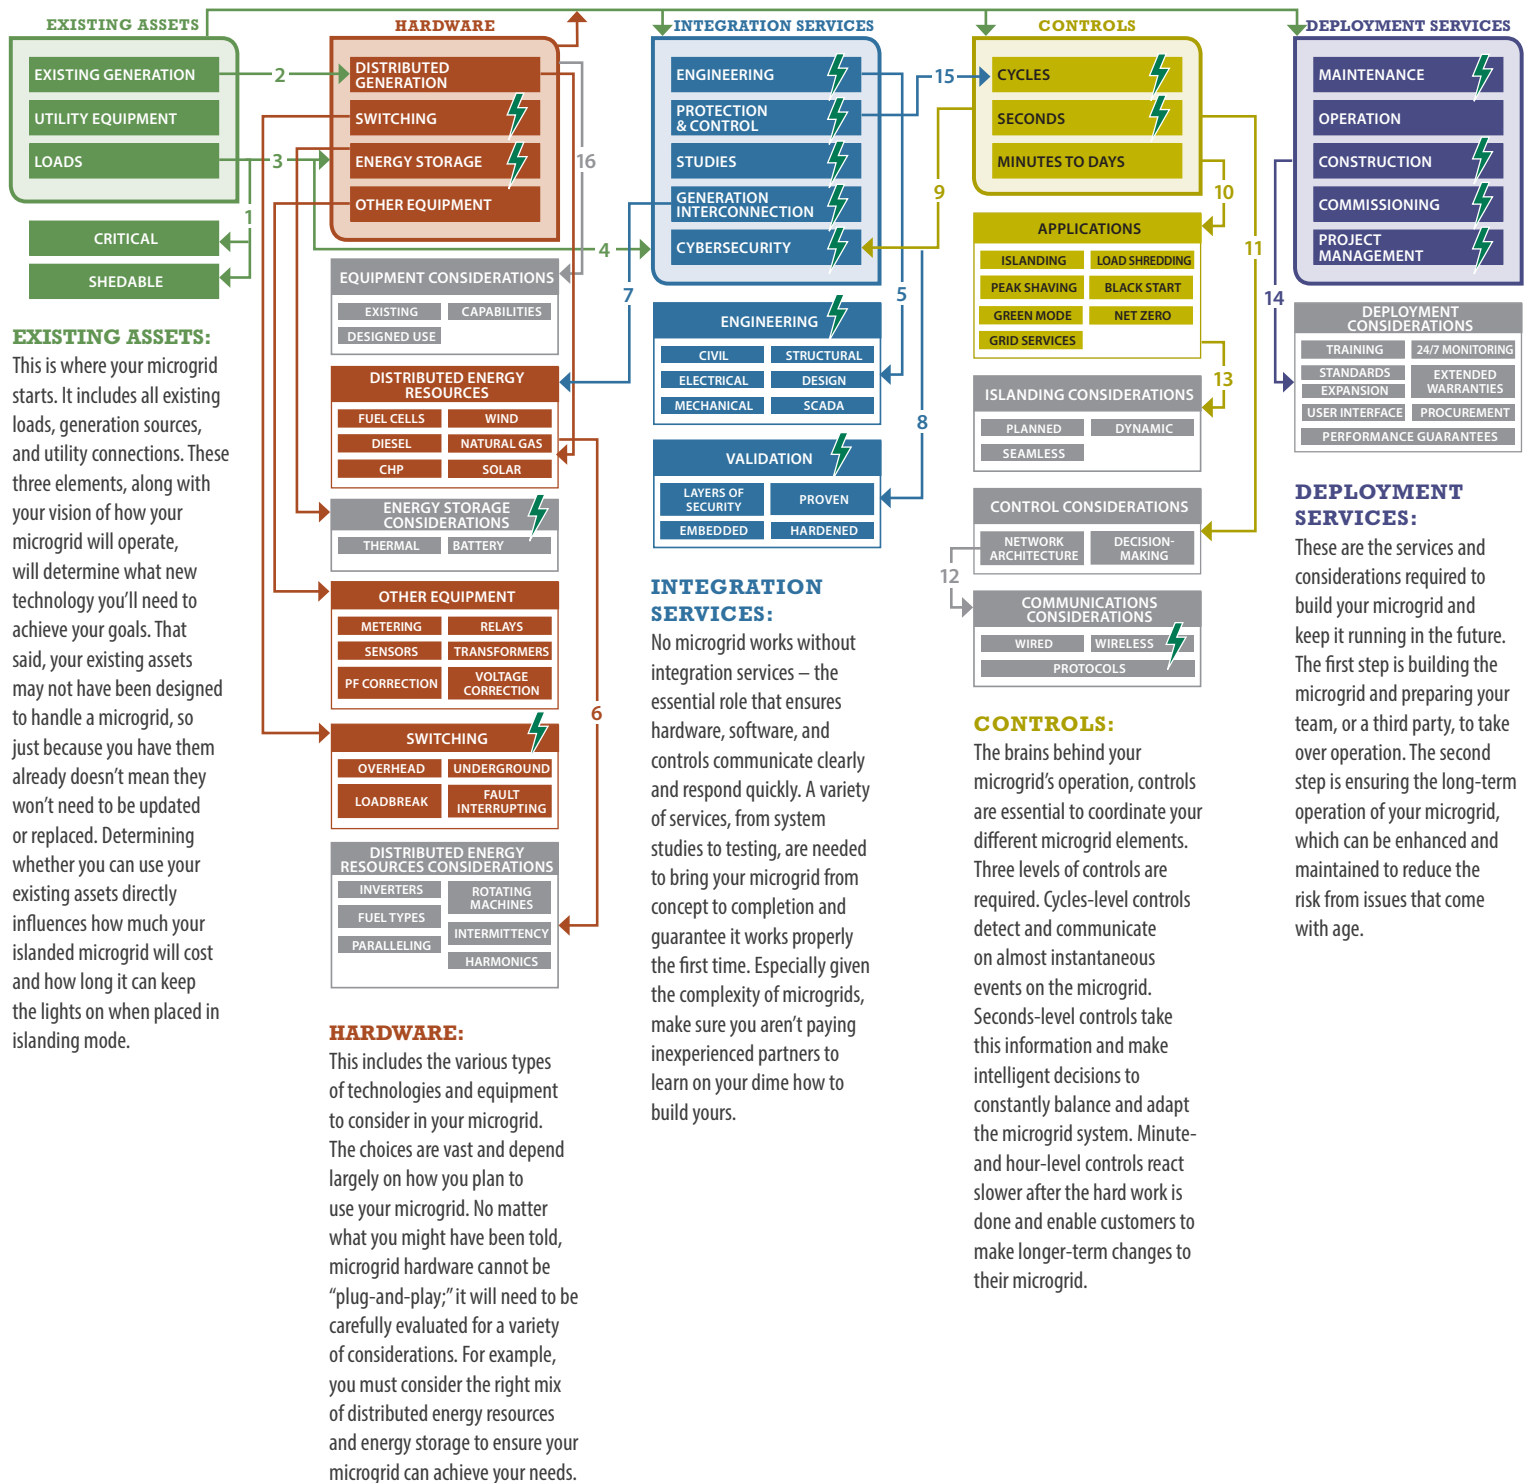 EXISTING ASSETS
EXISTING GENERATION
UTILITY EQUIPMENT
LOADS
CRITICAL
SHEDABLE
1
2
3
4
EXISTING ASSETS:
This is where your microgrid
starts. It includes all existing
loads, generation sources,
and utility connections. These
three elements, along with
your vision of how your
microgrid will operate,
will determine what new
technology you’ll need to
achieve your goals. That
said, your existing assets
may not have been designed
to handle a microgrid, so
just because you have them
already doesn’t mean they
won’t need to be updated
or replaced. Determining
whether you can use your
existing assets directly
influences how much your
islanded microgrid will cost
and how long it can keep
the lights on when placed in
islanding mode.
HARDWARE
DISTRIBUTED
GENERATION
SWITCHING
ENERGY STORAGE
OTHER EQUIPMENT
16
EQUIPMENT CONSIDERATIONS
EXISTING
CAPABILITIES
DESIGNED USE
DISTRIBUTED ENERGY
RESOURCES
FUEL CELLS
WIND
DIESEL
NATURAL GAS
CHP
SOLAR
ENERGY STORAGE
CONSIDERATIONS
THERMAL
BATTERY
OTHER EQUIPMENT
METERING
RELAYS
SENSORS
TRANSFORMERS
PF CORRECTION
VOLTAGE
CORRECTION
6
SWITCHING
OVERHEAD
UNDERGROUND
LOADBREAK
FAULT
INTERRUPTING
DISTRIBUTED ENERGY
RESOURCES CONSIDERATIONS
INVERTERS
ROTATING
MACHINES
FUEL TYPES
INTERMITTENCY
PARALLELING
HARMONICS
HARDWARE:
This includes the various types
of technologies and equipment
to consider in your microgrid.
The choices are vast and depend
largely on how you plan to
use your microgrid. No matter
what you might have been told,
microgrid hardware cannot be
“plug-and-play;” it will need to be
carefully evaluated for a variety
of considerations. For example,
you must consider the right mix
of distributed energy resources
and energy storage to ensure your
microgrid can achieve your needs.
INTEGRATION SERVICES
ENGINEERING
PROTECTION
& CONTROL
STUDIES
GENERATION
INTERCONNECTION
CYBERSECURITY
15
7
5
8
ENGINEERING
CIVIL
STRUCTURAL
ELECTRICAL
DESIGN
MECHANICAL
SCADA
VALIDATION
LAYERS OF
SECURITY
PROVEN
EMBEDDED
HARDENED
INTEGRATION
SERVICES:
No microgrid works without
integration services – the
essential role that ensures
hardware, software, and
controls communicate clearly
and respond quickly. A variety
of services, from system
studies to testing, are needed
to bring your microgrid from
concept to completion and
guarantee it works properly
the first time. Especially given
the complexity of microgrids,
make sure you aren’t paying
inexperienced partners to
learn on your dime how to
build yours.
CONTROLS
CYCLES
SECONDS
MINUTES TO DAYS
9
10
11
APPLICATIONS
ISLANDING
LOAD SHREDDING
PEAK SHAVING
BLACK START
GREEN MODE
NET ZERO
GRID SERVICES
13
ISLANDING CONSIDERATIONS
PLANNED
DYNAMIC
SEAMLESS
CONTROL CONSIDERATIONS
NETWORK
ARCHITECTURE
DECISION-
MAKING
12
COMMUNICATIONS
CONSIDERATIONS
WIRED
WIRELESS
PROTOCOLS
CONTROLS:
The brains behind your
microgrid’s operation, controls
are essential to coordinate your
different microgrid elements.
Three levels of controls are
required. Cycles-level controls
detect and communicate
on almost instantaneous
events on the microgrid.
Seconds-level controls take
this information and make
intelligent decisions to
constantly balance and adapt
the microgrid system. Minute-
and hour-level controls react
slower after the hard work is
done and enable customers to
make longer-term changes to
their microgrid.
DEPLOYMENT SERVICES
MAINTENANCE
OPERATION
CONSTRUCTION
COMMISSIONING
PROJECT
MANAGEMENT
14
DEPLOYMENT
CONSIDERATIONS
TRAINING
24/7 MONITORING
STANDARDS
EXPANSION
EXTENDED
WARRANTIES
USER INTERFACE
PROCUREMENT
PERFORMANCE GUARANTEES
DEPLOYMENT
SERVICES:
These are the services and
considerations required to
build your microgrid and
keep it running in the future.
The first step is building the
microgrid and preparing your
team, or a third party, to take
over operation. The second
step is ensuring the long-term
operation of your microgrid,
which can be enhanced and
maintained to reduce the
risk from issues that come
with age.